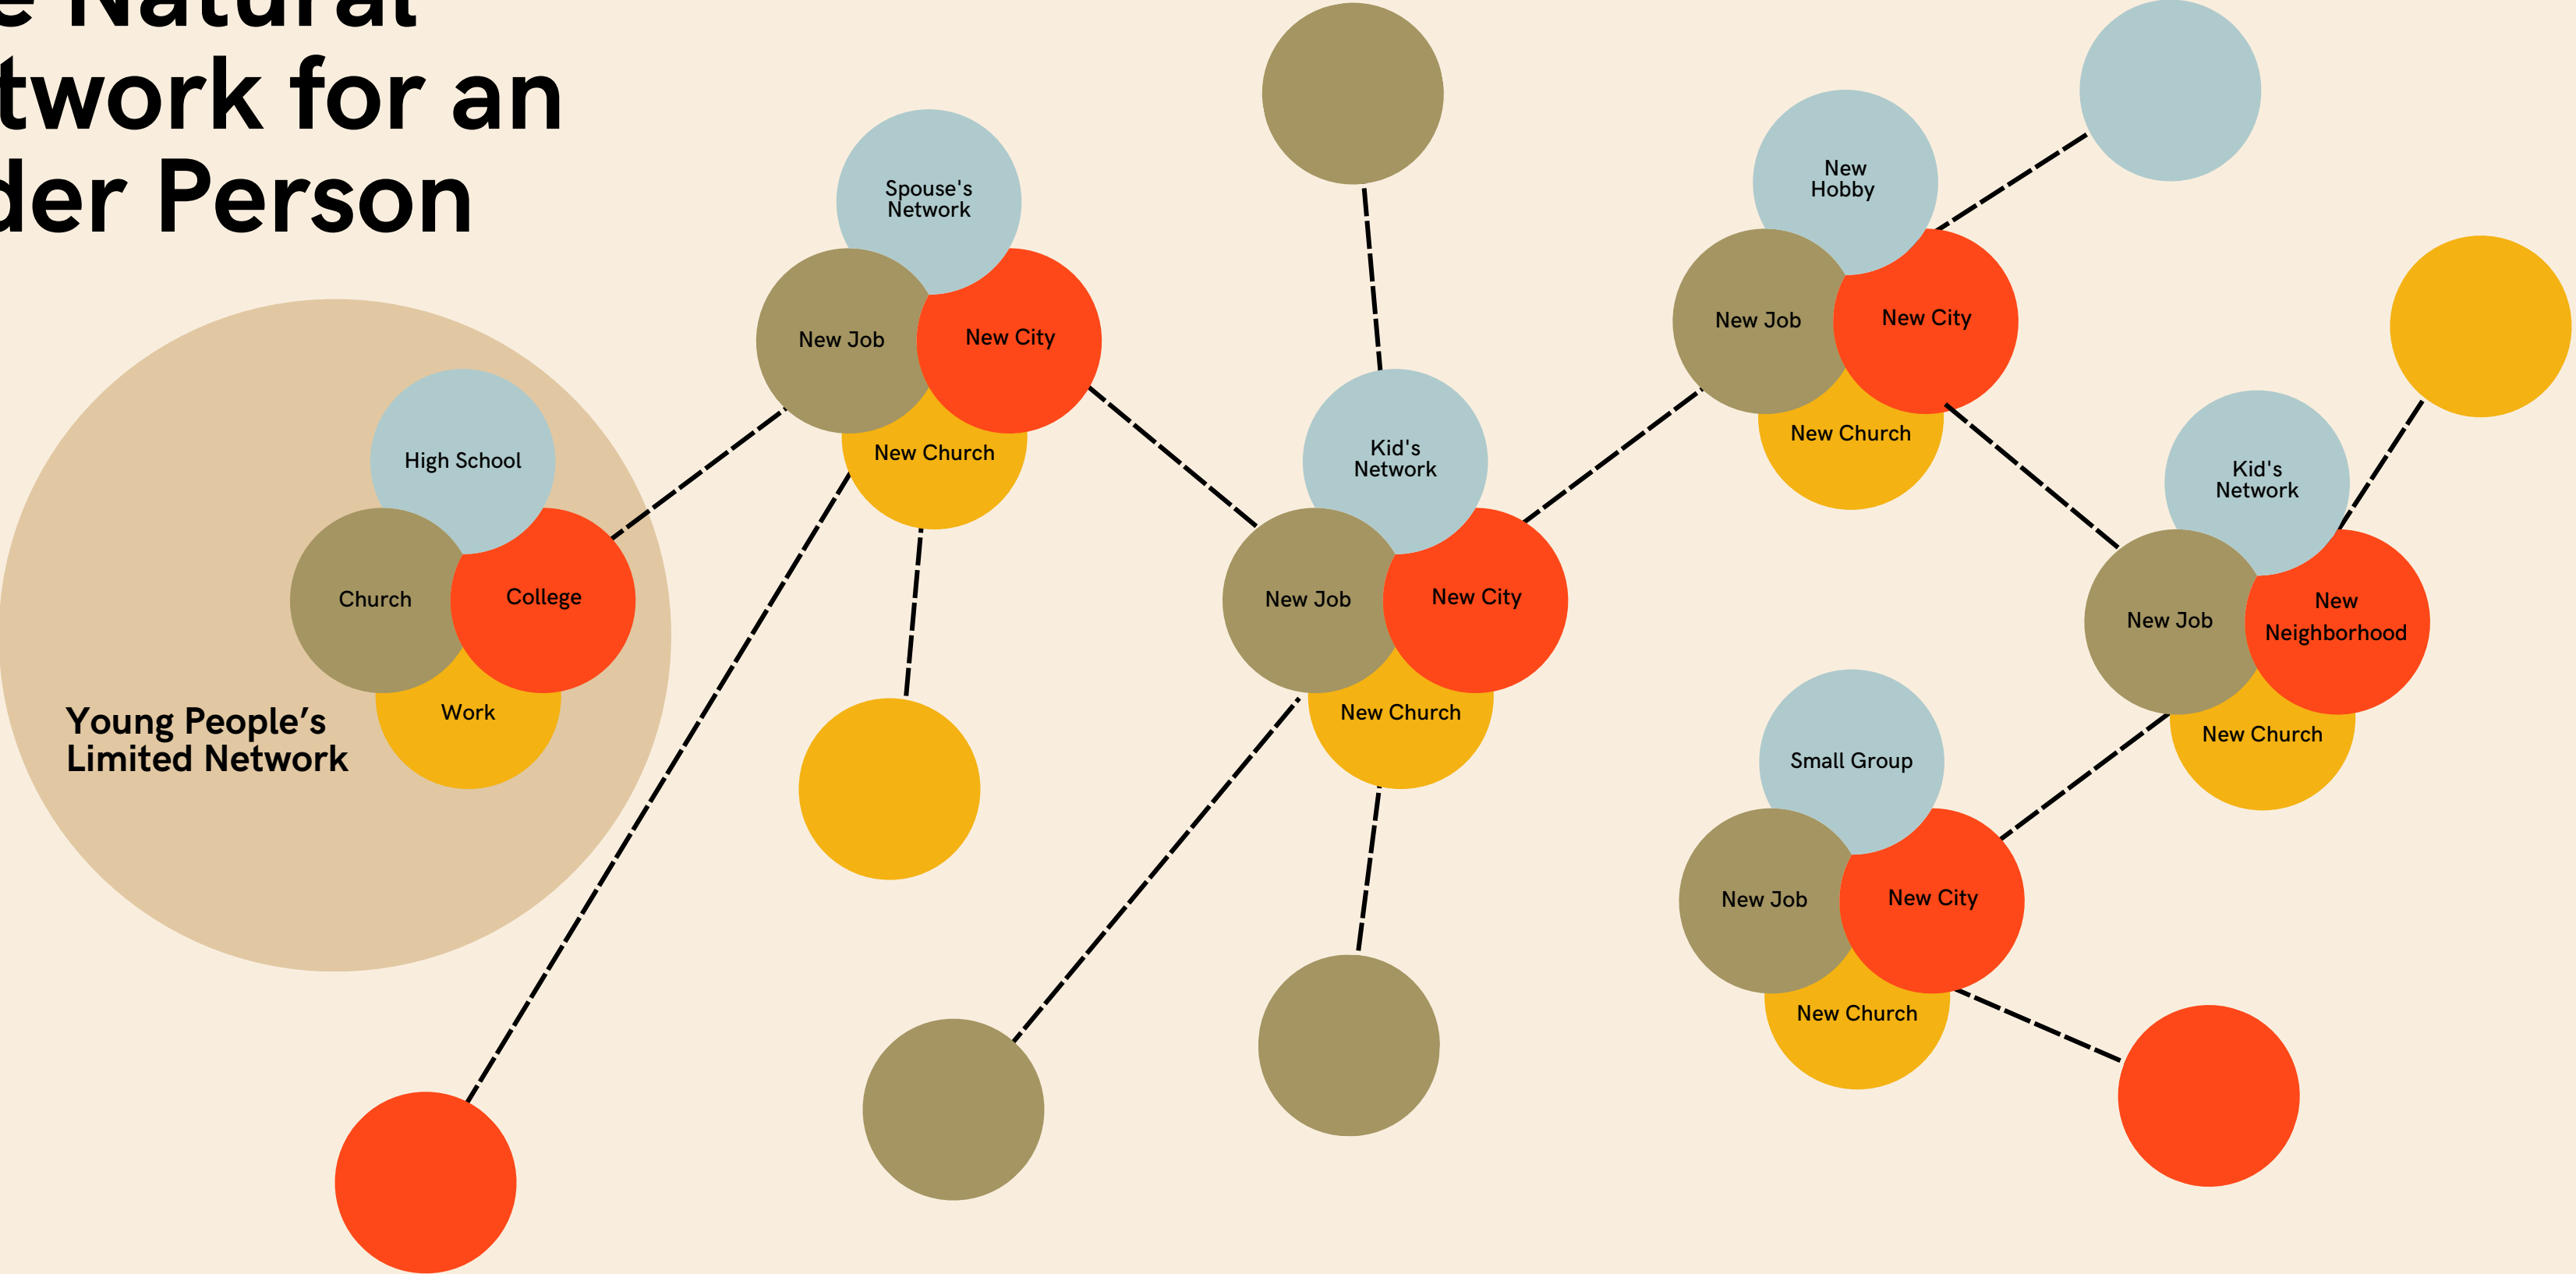 e Natural
twork for an
der Person
Spouse's
Network
New Job
New City
New Church
High School
Church
College
Work
Young People’s
Limited Network
Kid's
Network
New Job
New City
New Church
New
Hobby
New Job
New City
New Church
Kid's
Network
New Job
New
Neighborhood
New Church
Small Group
New Job
New City
New Church